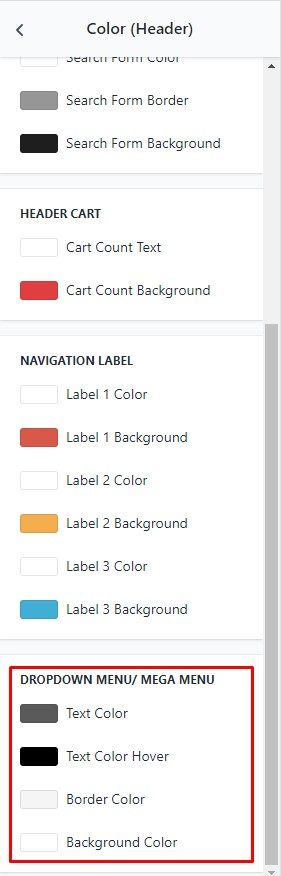 Color (Header)
Search Form Color
Search Form Border
Search Form Background
HEADER CART
Cart Count Text
Cart Count Background
NAVIGATION LABEL
Label 1 Color
Label 1 Background
Label 2 Color
Label 2 Background
Label 3 Color
Label 3 Background
DROPDOWN MENU/ MEGA MENU
Text Color
Text Color Hover
Border Color
Background Color